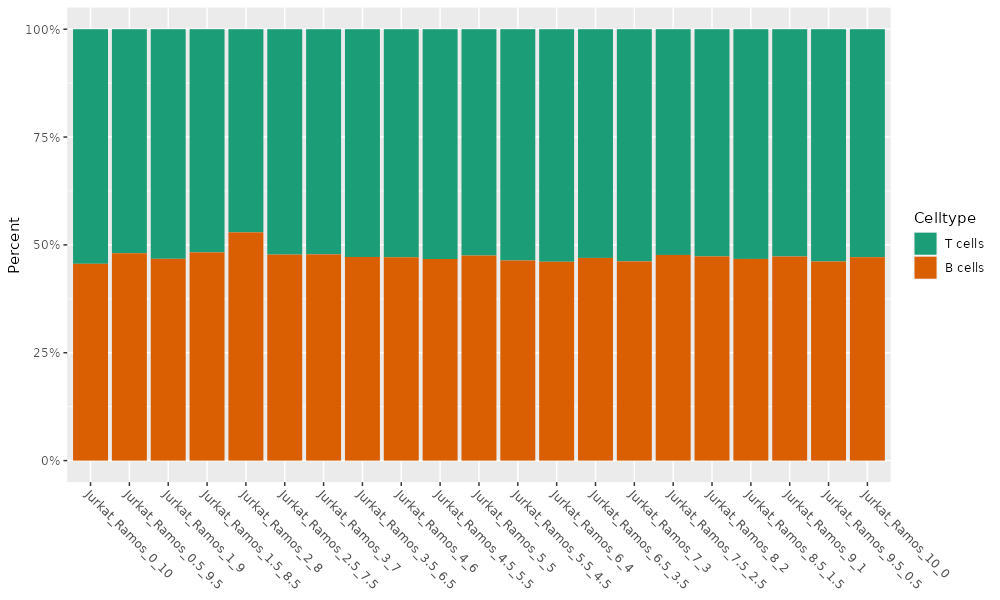 100%
75%
50%
25%
0%
Percent
Jurkat_Ramos_0_10
Jurkat_Ramos_0.5_9.5
Jurkat_Ramos_1_9
Jurkat_Ramos_1.5_8.5
Jurkat_Ramos_2_8
Jurkat_Ramos_2.5_7.5
Jurkat_Ramos_3_7
Jurkat_Ramos_3.5_6.5
Jurkat_Ramos_4_6
Jurkat_Ramos_4.5_5.5
Jurkat_Ramos_5_5
Jurkat_Ramos_5.5_4.5
Jurkat_Ramos_6_4
Jurkat_Ramos_6.5_3.5
Jurkat_Ramos_7_3
Jurkat_Ramos_7.5_2.5
Jurkat_Ramos_8_2
Jurkat_Ramos_8.5_1.5
Jurkat_Ramos_9_1
Jurkat_Ramos_9.5_0.5
Jurkat_Ramos_10_0
Celltype
T cells
B cells